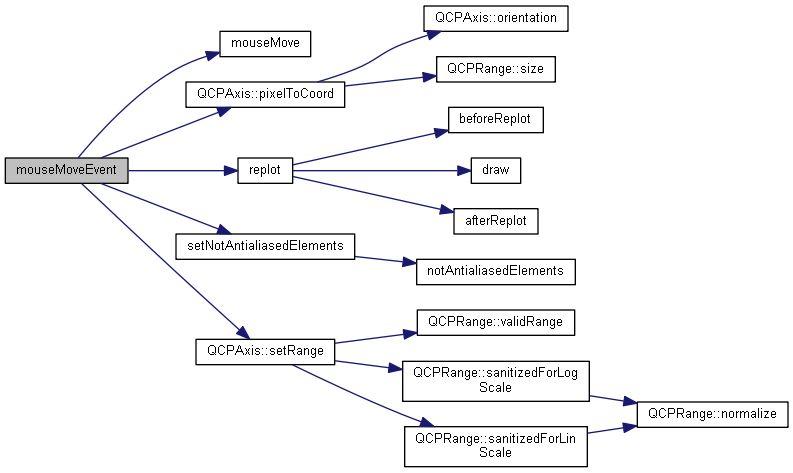 QCPAxis::orientation
mouseMove
QCPRange::size
QCPAxis::pixelToCoord
beforeReplot
mouseMoveEvent
replot
draw
afterReplot
setNotAntialiasedElements
notAntialiasedElements
QCPRange::validRange
QCPAxis::setRange
QCPRange::sanitizedForLog
Scale
QCPRange::normalize
QCPRange::sanitizedForLin
Scale